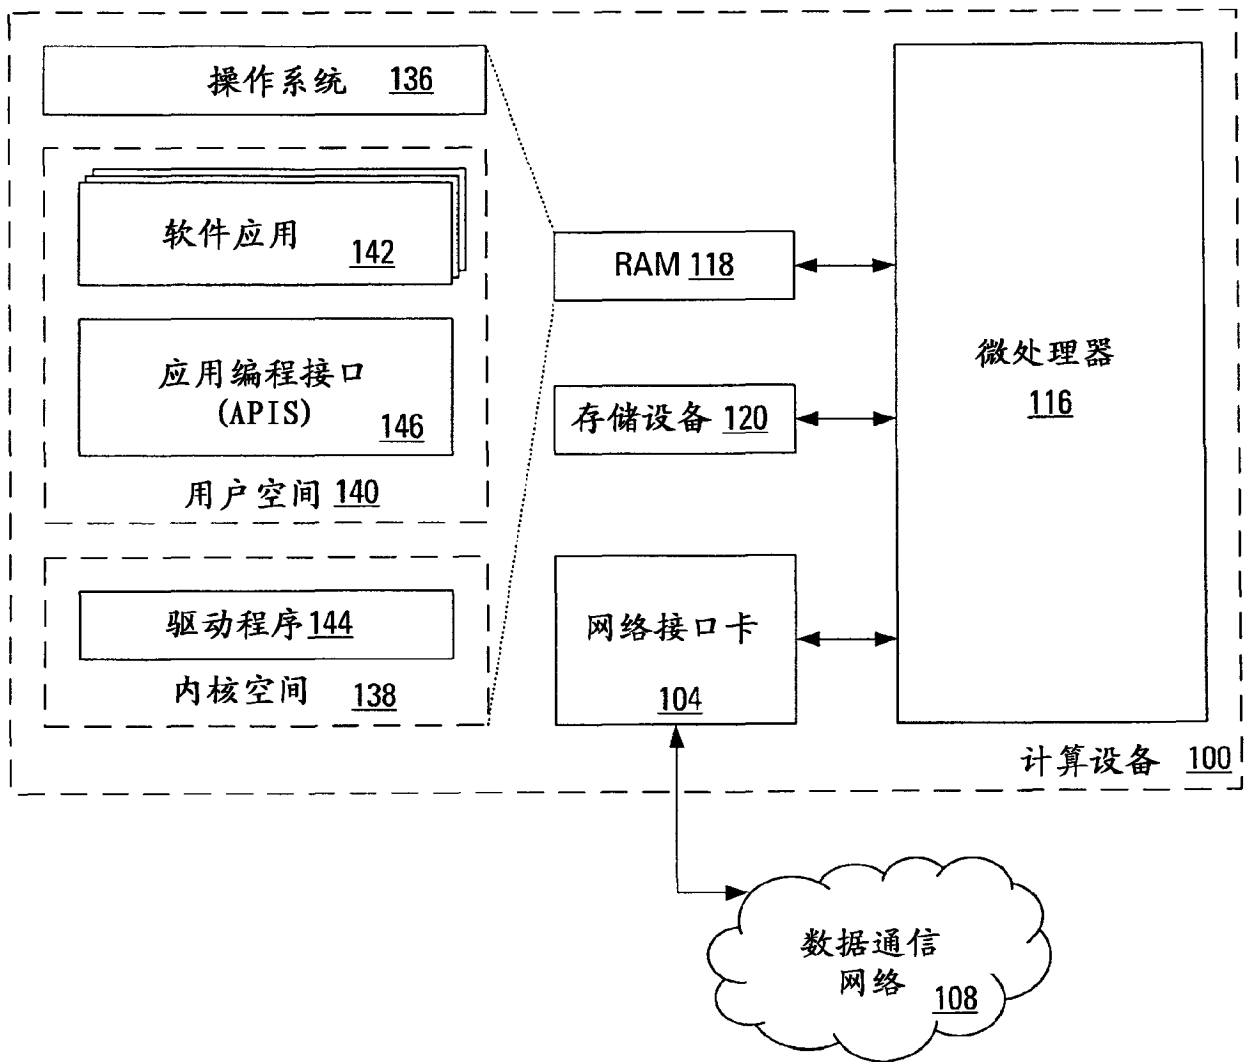 操作系统 136
软件应用 142
应用编程接口
(APIS) 146
用户空间 140
驱动程序 144
内核空间 138
RAM 118
存储设备 120
网络接口卡
104
微处理器
116
计算设备 100
数据通信
网络 108